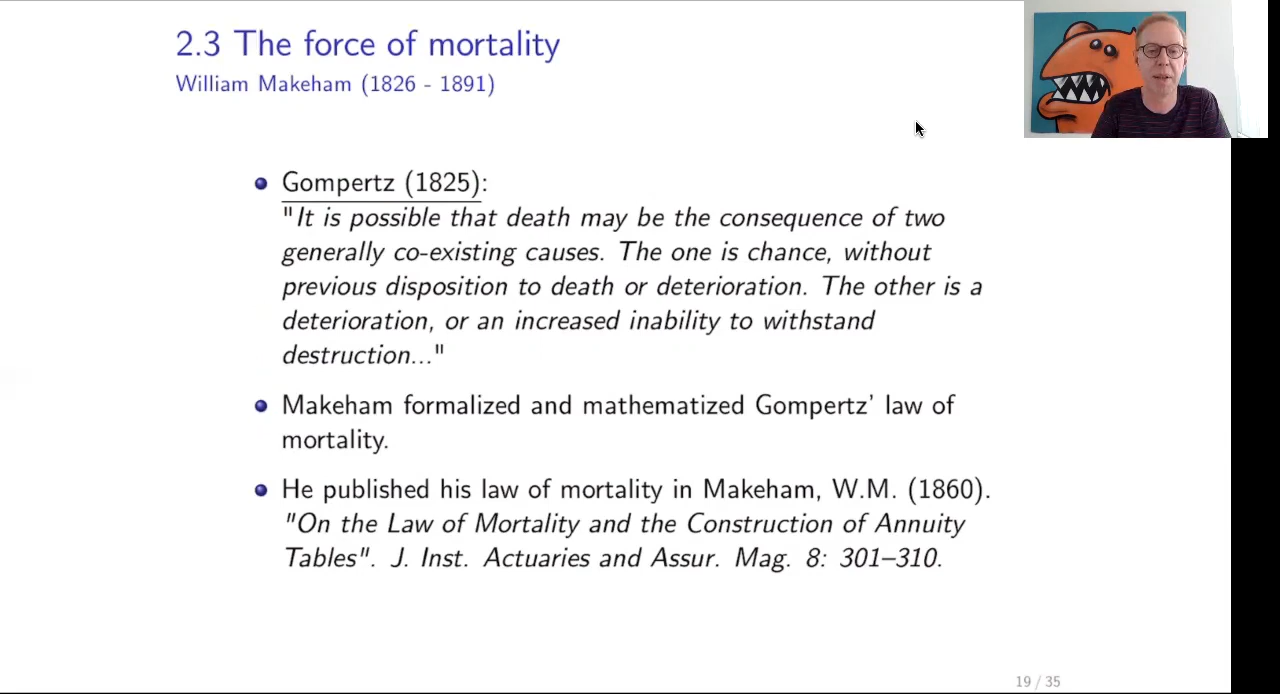 2.3 The force of mortality
William Makeham (1826 - 1891)
Gompertz (1825):
"It is possible that death may be the consequence of two
generally co-existing causes. The one is chance, without
previous disposition to death or deterioration. The other is a
deterioration, or an increased inability to withstand
destruction..."
Makeham formalized and mathematized Gompertz' law of
mortality.
He published his law of mortality in Makeham, W.M. (1860).
"On the Law of Mortality and the Construction of Annuity
Tables". J. Inst. Actuaries and Assur. Mag. 8: 301–310.
19 / 35